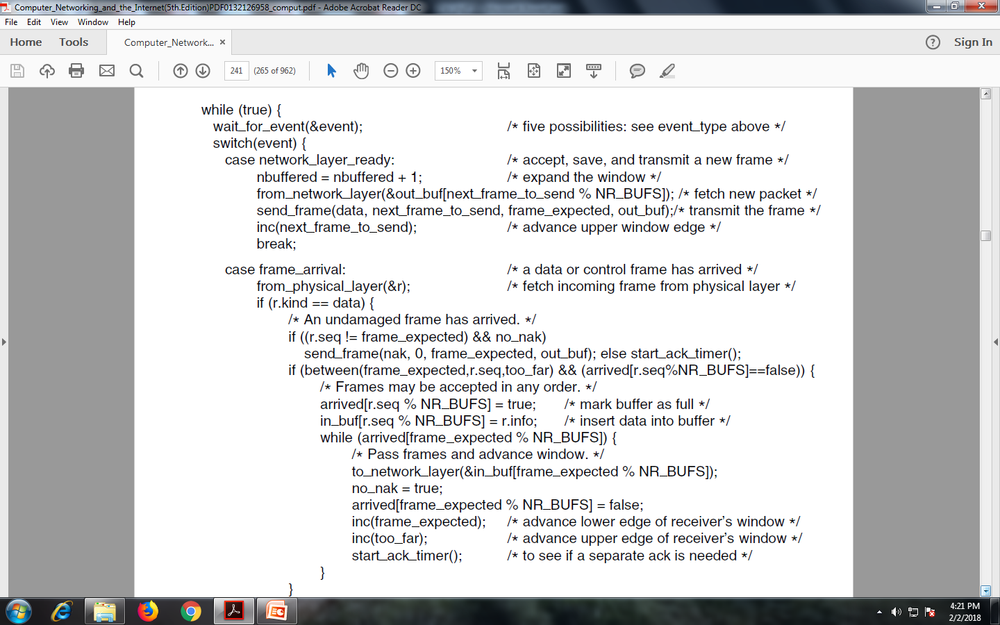 Computer_Networking_and_the_Internet(5th.Edition)PDF0132126958_comput.pdf - Adobe Acrobat Reader DC
File Edit View Window Help
Home Tools Computer_Network... × ? Sign In
241 (265 of 962) 150%
while (true) {
wait_for_event(&event); /* five possibilities: see event_type above */
switch(event) {
case network_layer_ready: /* accept, save, and transmit a new frame */
nbuffered = nbuffered + 1; /* expand the window */
from_network_layer(&out_buf[next_frame_to_send % NR_BUFS]); /* fetch new packet */
send_frame(data, next_frame_to_send, frame_expected, out_buf);/* transmit the frame */
inc(next_frame_to_send); /* advance upper window edge */
break;
case frame_arrival: /* a data or control frame has arrived */
from_physical_layer(&r); /* fetch incoming frame from physical layer */
if (r.kind == data) {
/* An undamaged frame has arrived. */
if ((r.seq != frame_expected) && no_nak)
send_frame(nak, 0, frame_expected, out_buf); else start_ack_timer();
if (between(frame_expected,r.seq,too_far) && (arrived[r.seq%NR_BUFS]==false)) {
/* Frames may be accepted in any order. */
arrived[r.seq % NR_BUFS] = true; /* mark buffer as full */
in_buf[r.seq % NR_BUFS] = r.info; /* insert data into buffer */
while (arrived[frame_expected % NR_BUFS]) {
/* Pass frames and advance window. */
to_network_layer(&in_buf[frame_expected % NR_BUFS]);
no_nak = true;
arrived[frame_expected % NR_BUFS] = false;
inc(frame_expected); /* advance lower edge of receiver’s window */
inc(too_far); /* advance upper edge of receiver’s window */
start_ack_timer(); /* to see if a separate ack is needed */
}
}
4:21 PM
2/2/2018